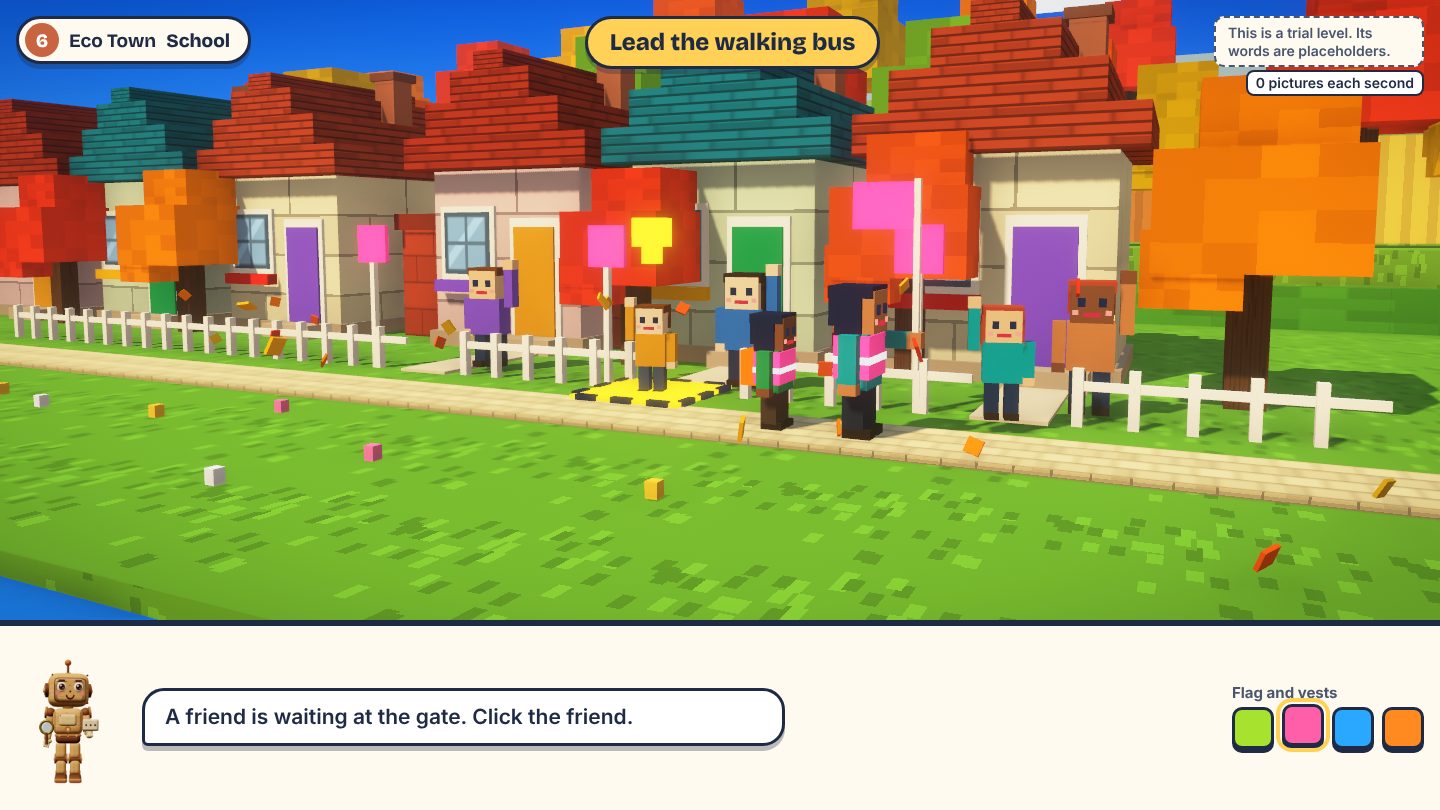 6 Eco Town School
Lead the walking bus
This is a trial level. Its
words are placeholders.
0 pictures each second
A friend is waiting at the gate. Click the friend.
Flag and vests